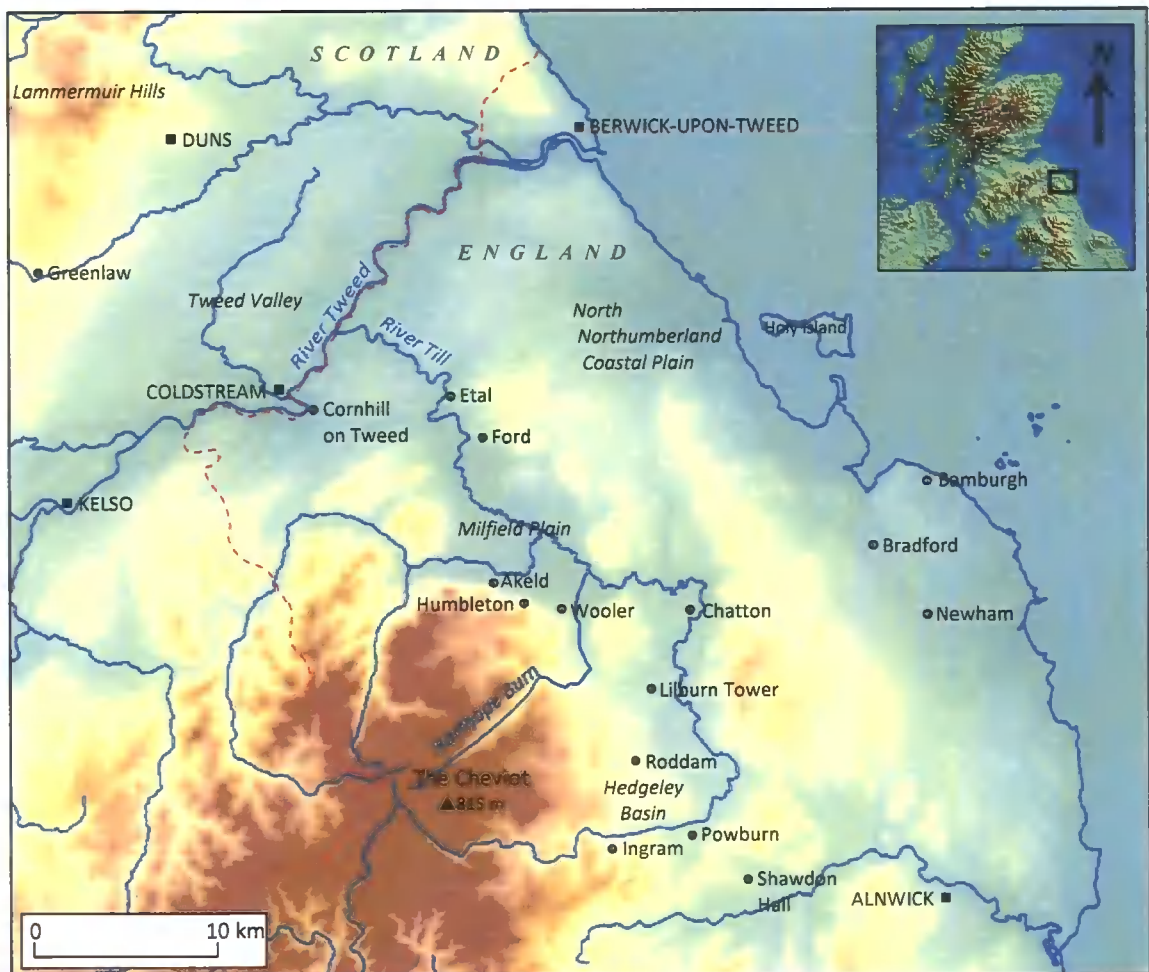 SCOTLAND
N
Lammermuir Hills
BERWICK-UPON-TWEED
DUNS
ENGLAND
Greenlaw
Tweed Valley
River Tweed
North
Northumberland
Coastal Plain
Holy Island
River Till
COLDSTREAM
Etal
Cornhill
on Tweed
Ford
Bamburgh
KELSO
Milfield Plain
Bradford
Akeld
Humbleton
Wooler
Chatton
Newham
Lilburn Tower
Burn
Roddam
The Cheviot
815 m
Hedgeley
Basin
Powburn
Ingram
Shawdon
Hall
ALNWICK
0 10 km